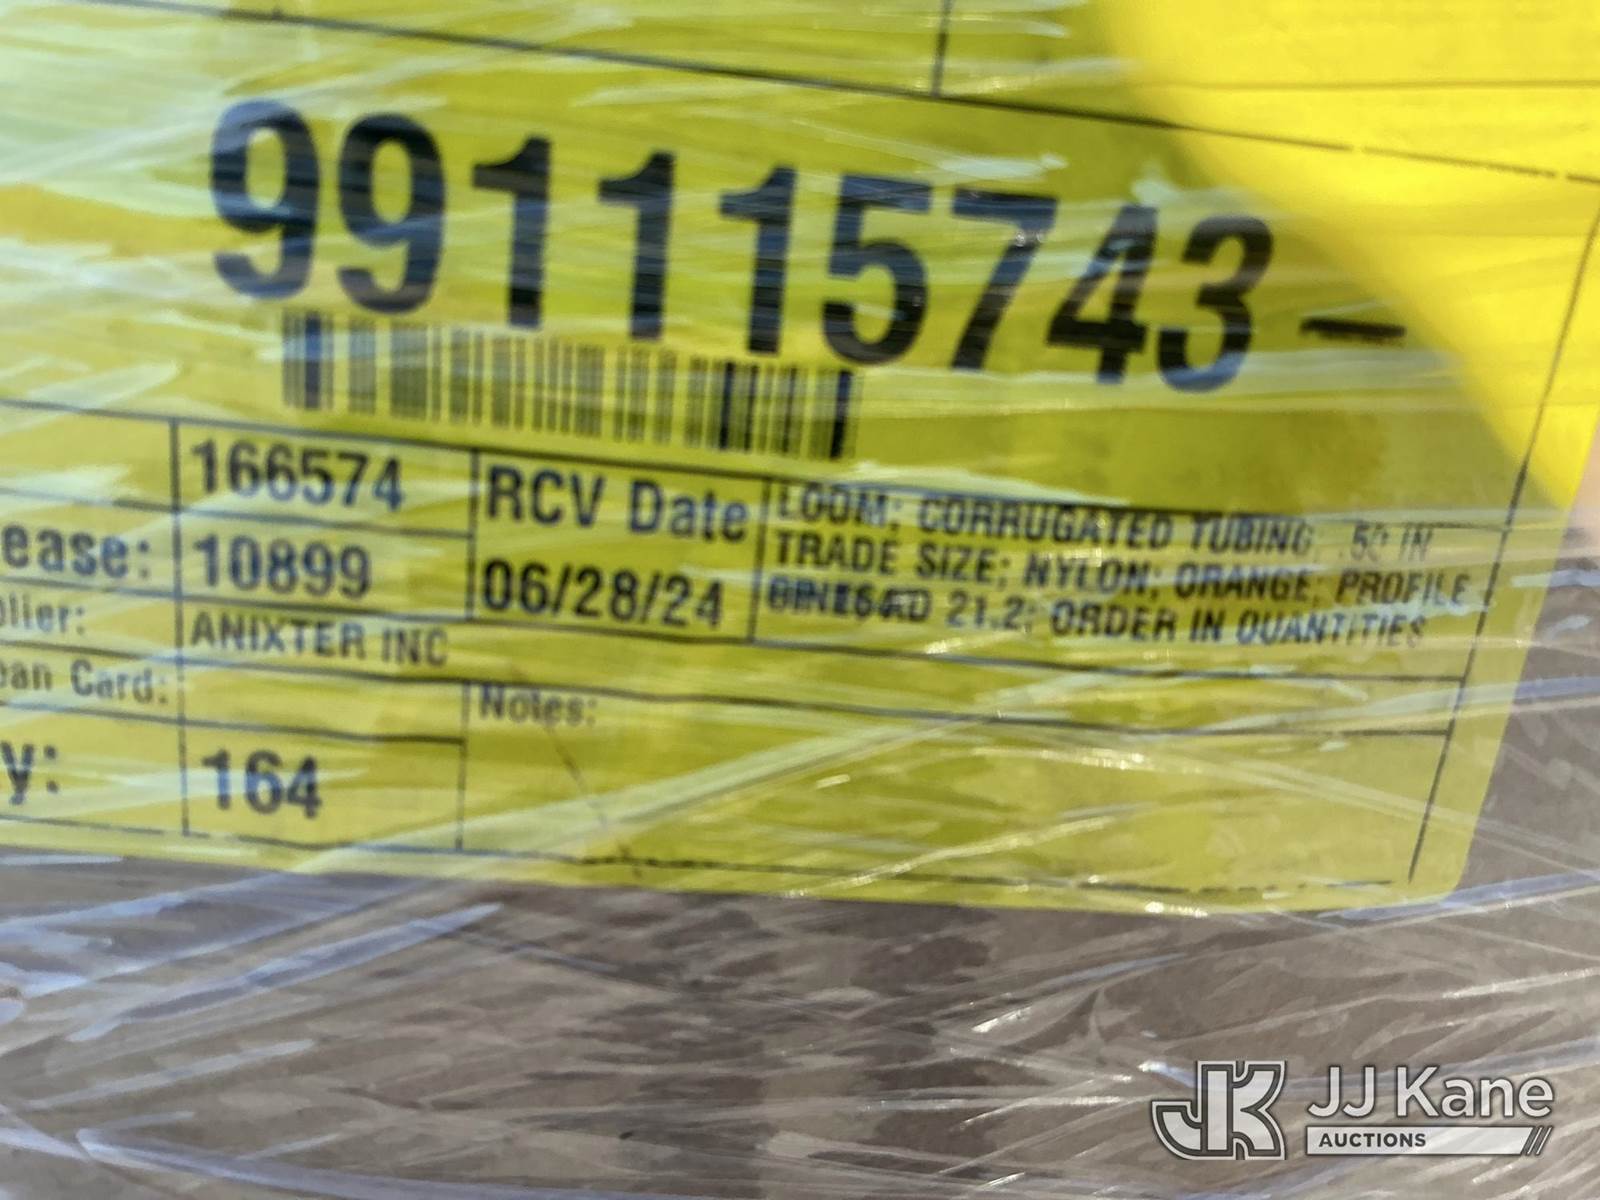 991115743-
166574
RCV Date
LOOM; CORRUGATED TUBING; .50 IN
ease:
10899
06/28/24
TRADE SIZE; NYLON; ORANGE; PROFILE
21.2; ORDER IN QUANTITIES
plier:
ANIXTER INC
ean Card:
Notes:
y:
164
JK
JJ Kane
AUCTIONS